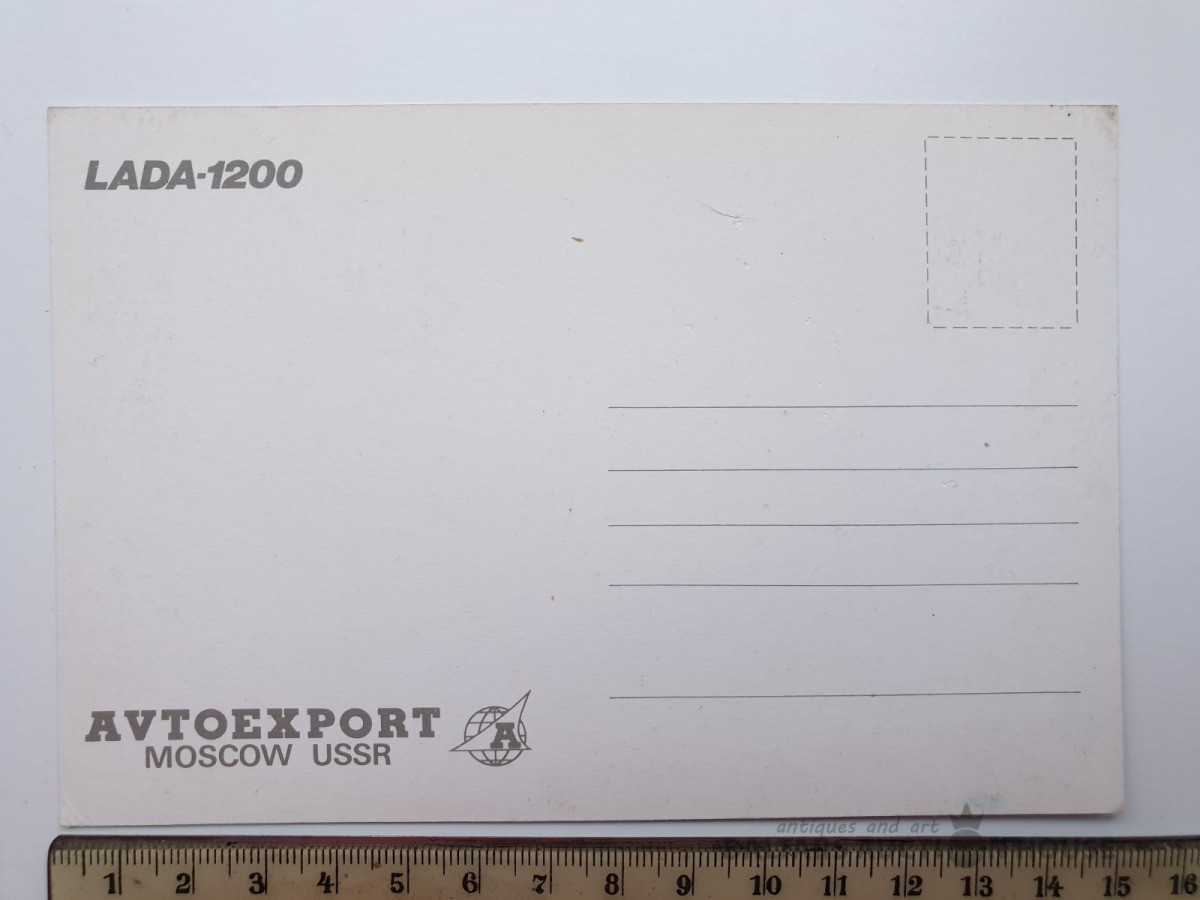 LADA-1200
AVTOEXPORT
MOSCOW USSR
A
antiques and art
1 2 3 4 5 6 7 8 9 10 11 12 13 14 15 16